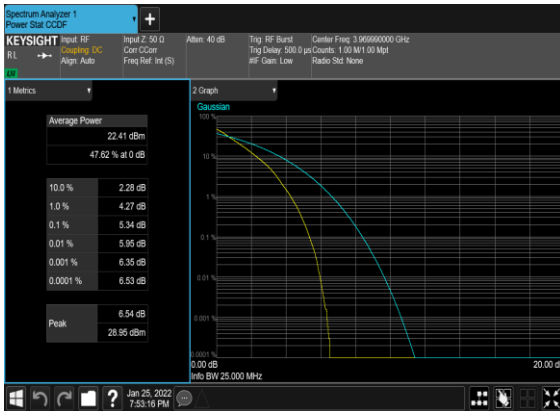 Spectrum Analyzer 1
Power Stat CCDF
KEYSIGHT
RL
LXI
Input: RF
Coupling: DC
Align: Auto
Input Z: 50 Ω
Corr CCorr
Freq Ref: Int (S)
Atten: 40 dB
Trig: RF Burst
Trig Delay: 500.0 µs
#IF Gain: Low
Center Freq: 3.969990000 GHz
Counts: 1.00 M/1.00 Mpt
Radio Std: None
1 Metrics
Average Power
22.41 dBm
47.62 % at 0 dB
10.0 % 2.28 dB
1.0 % 4.27 dB
0.1 % 5.34 dB
0.01 % 5.95 dB
0.001 % 6.35 dB
0.0001 % 6.53 dB
Peak
6.54 dB
28.95 dBm
2 Graph
Gaussian
100 %
10 %
1 %
0.1 %
0.01 %
0.001 %
0.0001 %
0.00 dB
20.00 d
Info BW 25.000 MHz
?
Jan 25, 2022
7:53:16 PM